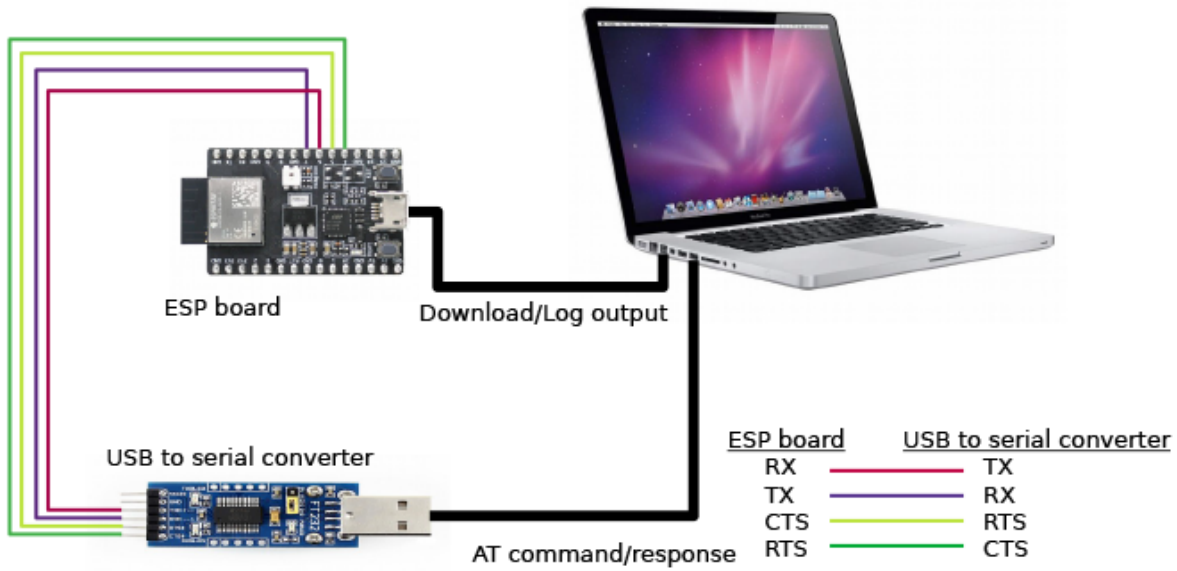 ESP board
Download/Log output
USB to serial converter
FT232
AT command/response
ESP board USB to serial converter
RX TX
TX RX
CTS RTS
RTS CTS